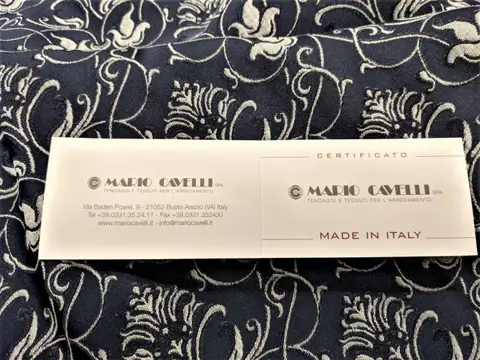 MARIO CAVELLI SPA
TENDAGGI E TESSUTI PER L'ARREDAMENTO
Via Baden Powel, 9 - 21052 Busto Arsizio (VA) Italy
Tel +39.0331.35.24.11 - Fax +39.0331.352430
www.mariocavelli.it - info@mariocavelli.it
CERTIFICATO
MARIO CAVELLI SPA
TENDAGGI E TESSUTI PER L'ARREDAMENTO
MADE IN ITALY